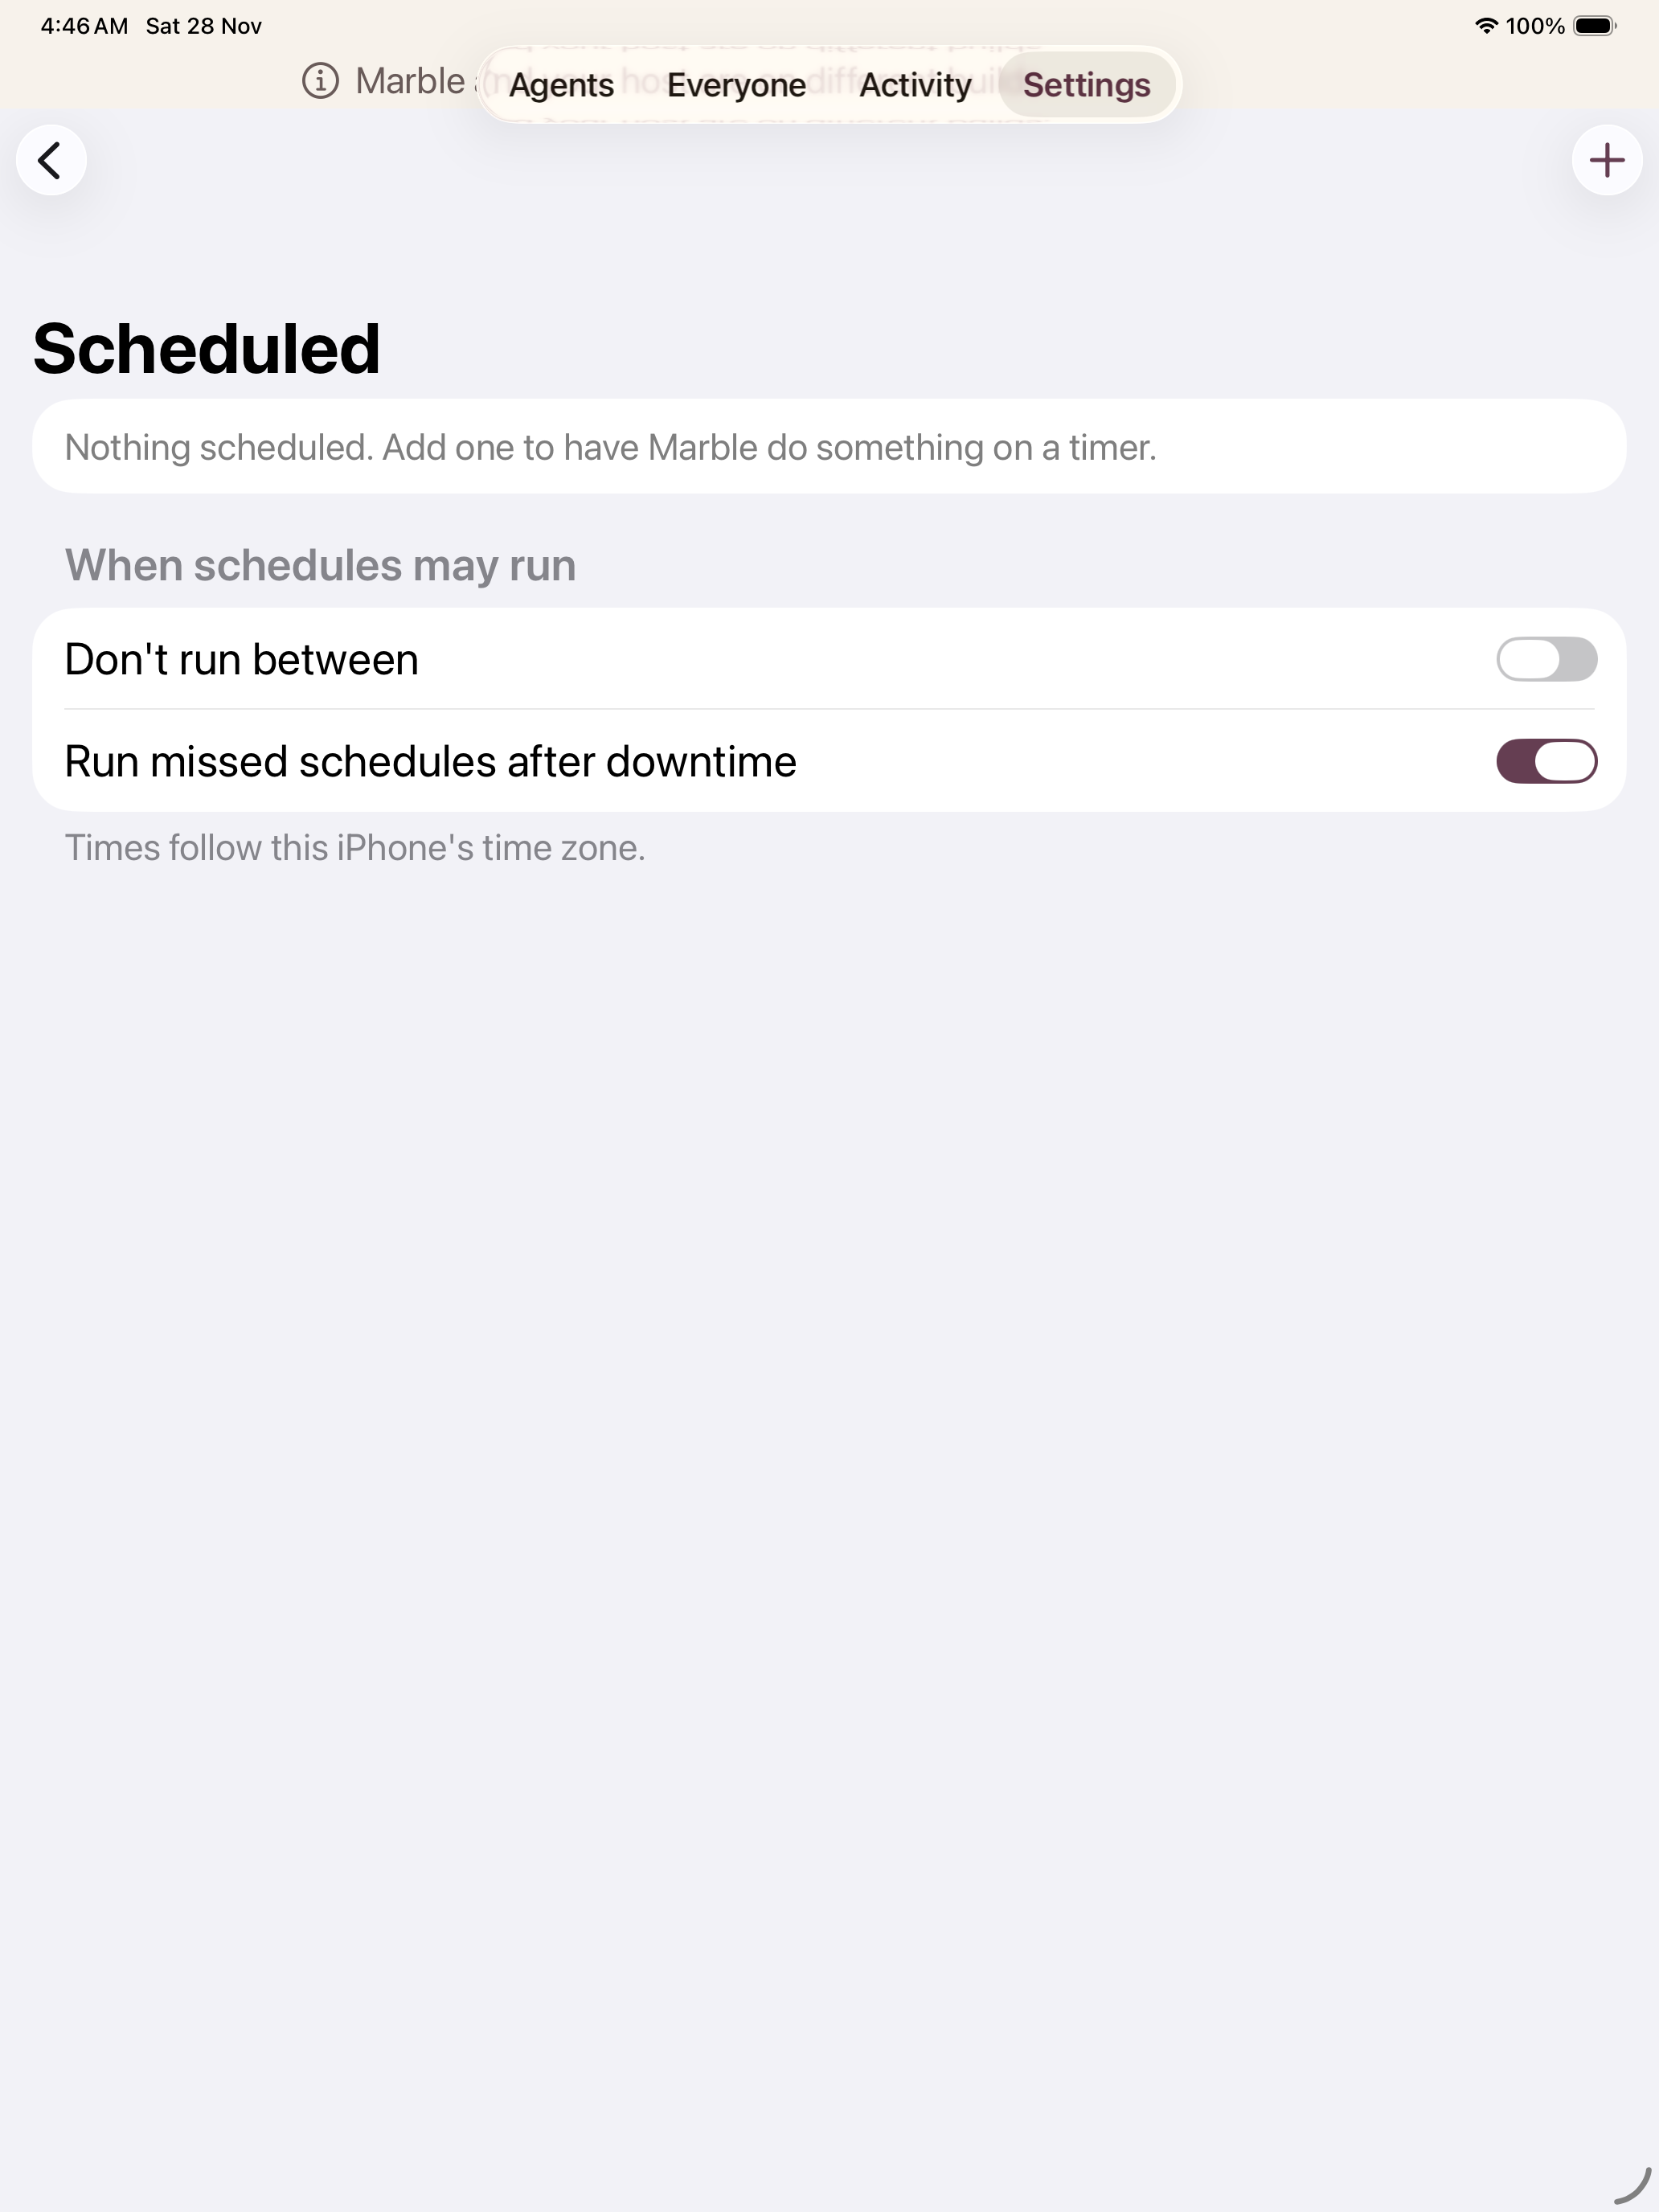 4:46 AM Sat 28 Nov
100%
Marble
Agents Everyone Activity Settings
Scheduled
Nothing scheduled. Add one to have Marble do something on a timer.
When schedules may run
Don't run between
Run missed schedules after downtime
Times follow this iPhone's time zone.